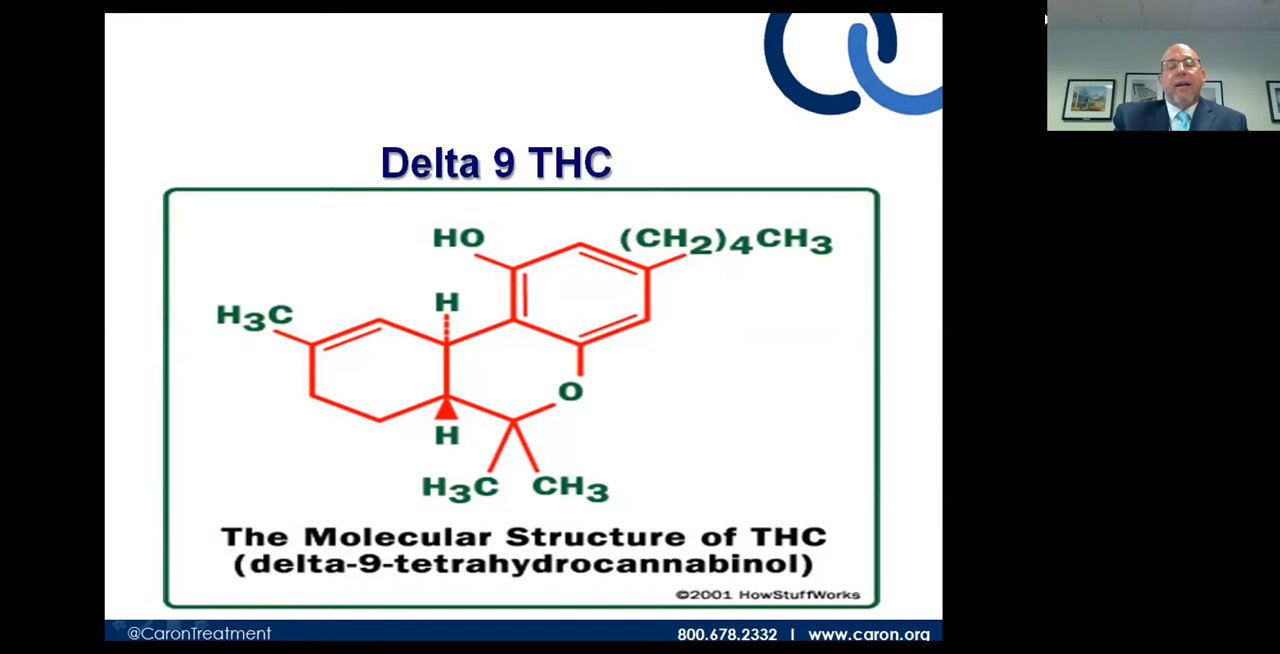 Delta 9 THC
HO
(CH2)4CH3
H
H3C
O
H
H3C
CH3
The Molecular Structure of THC
(delta-9-tetrahydrocannabinol)
©2001 HowStuffWorks
@CaronTreatment
800.678.2332 | www.caron.org